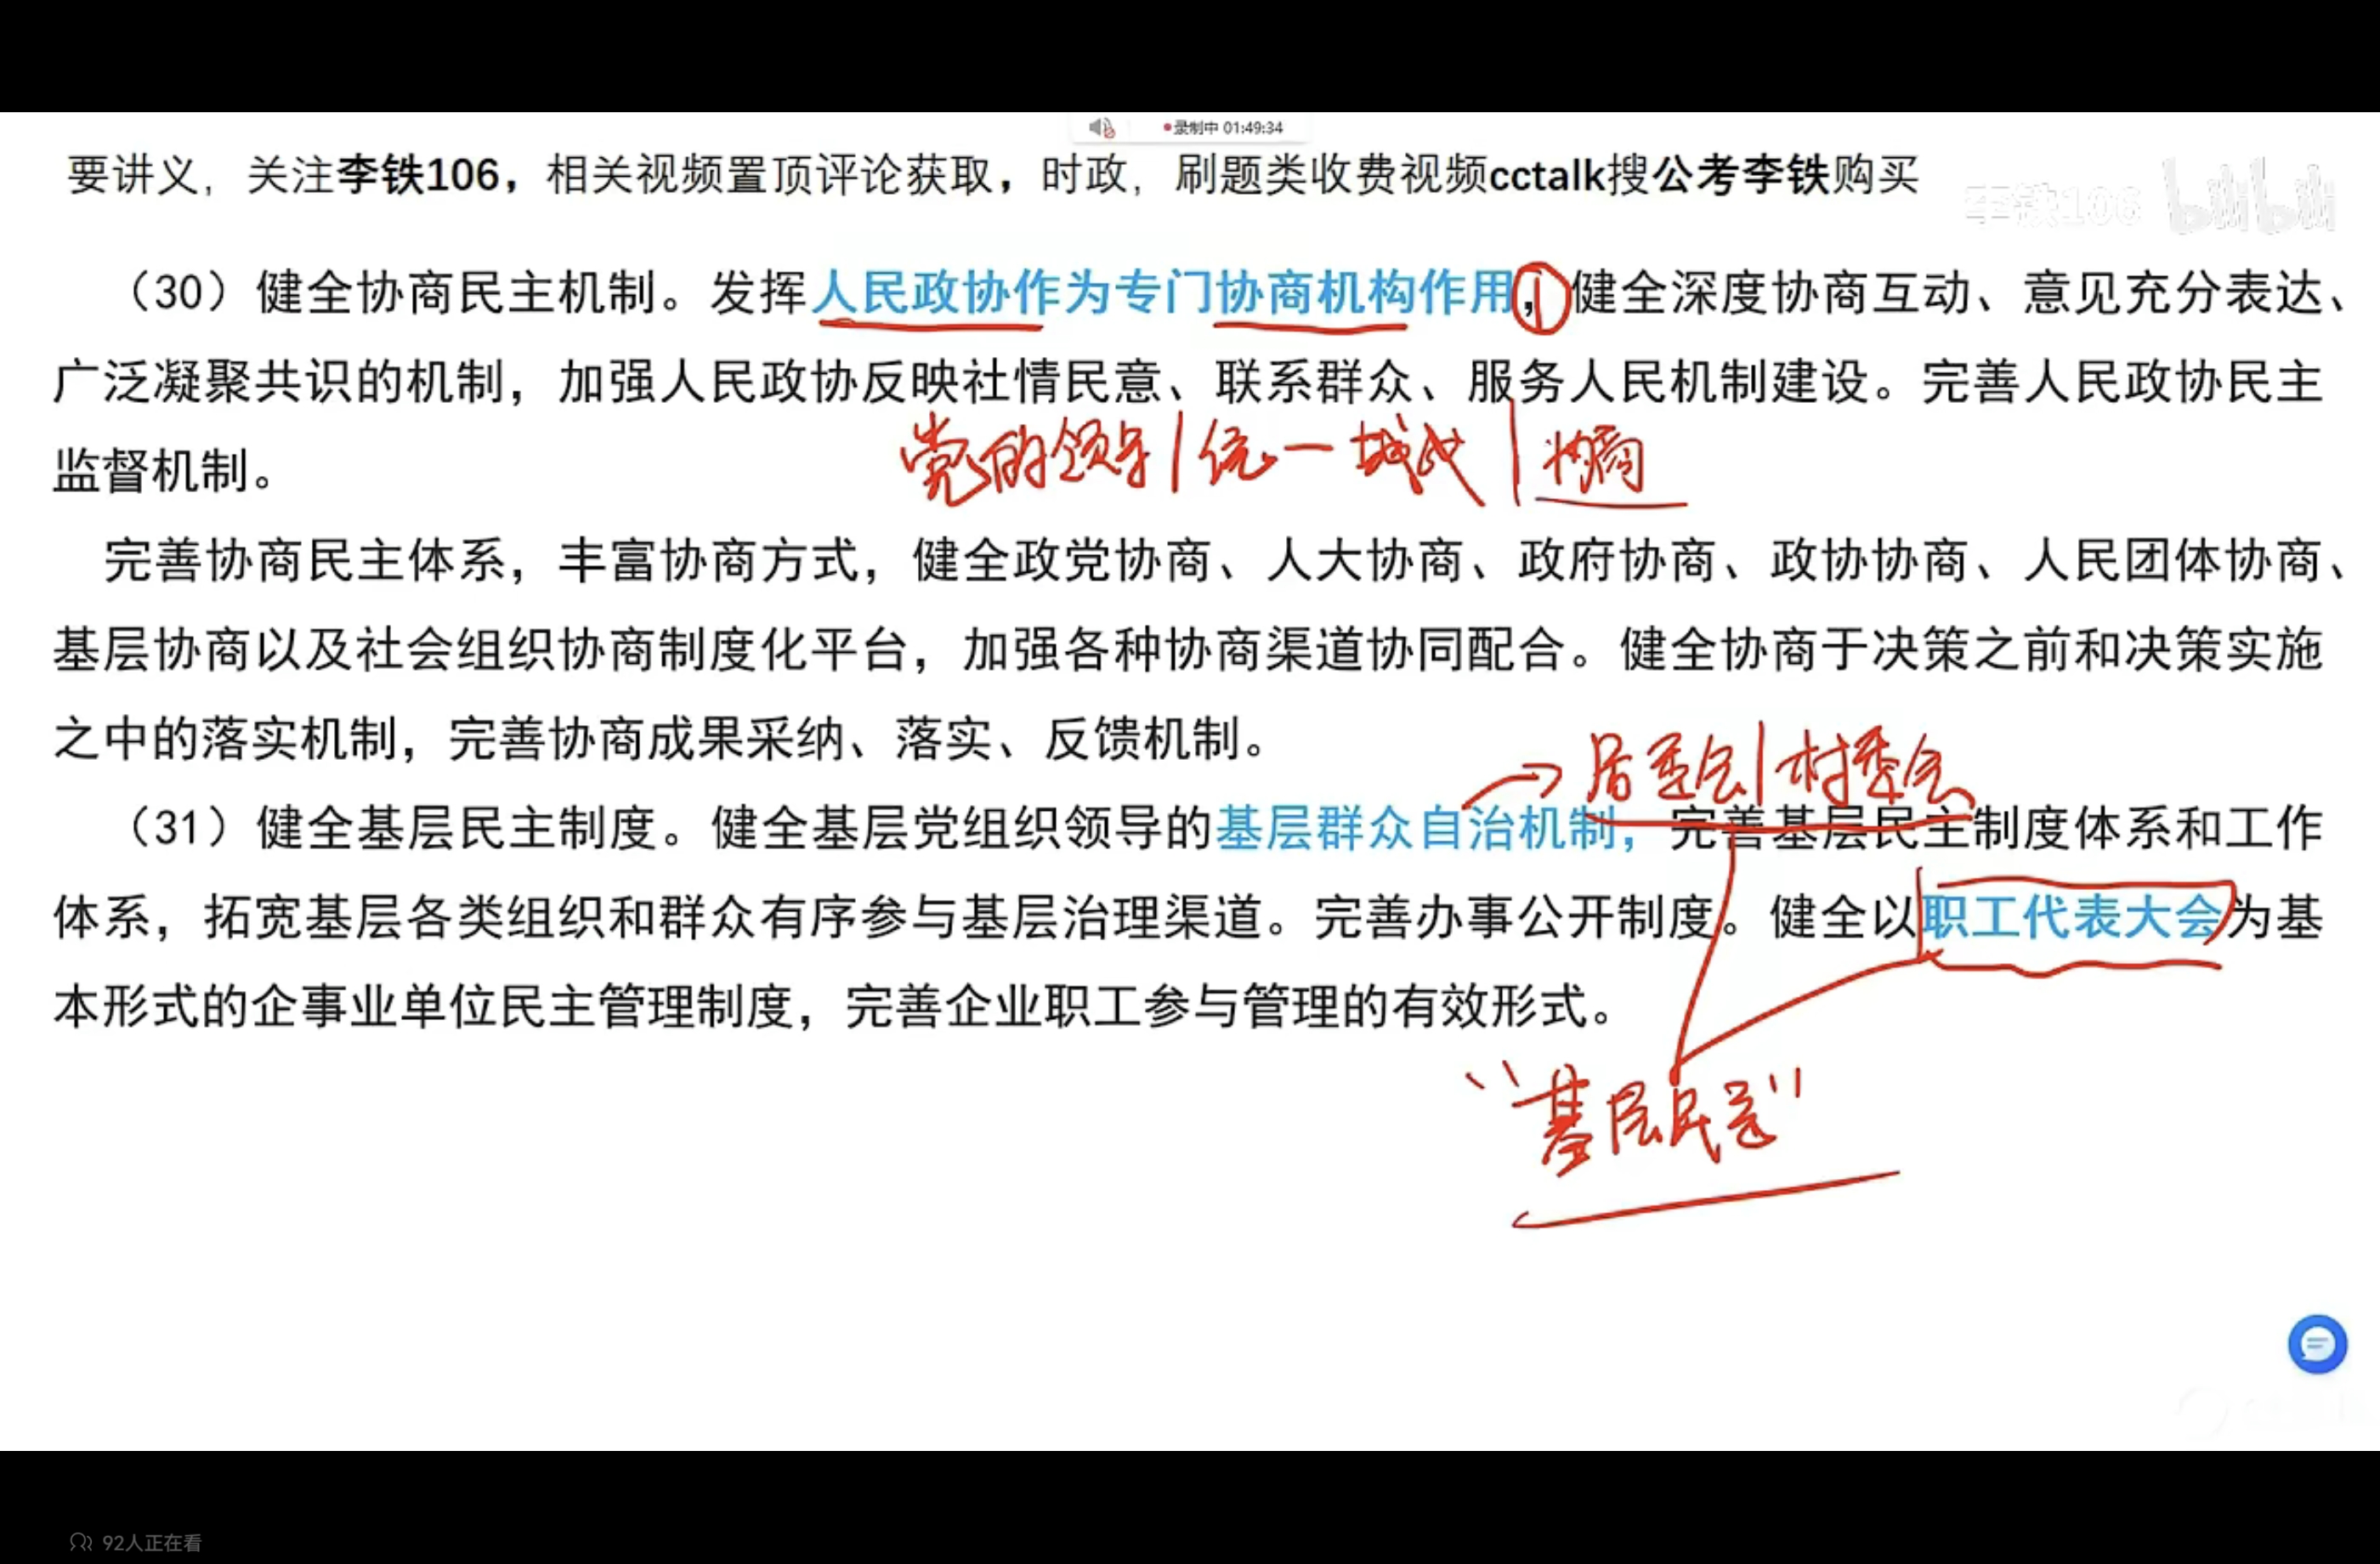 录制中 01:49:34
要讲义，关注李铁106，相关视频置顶评论获取，时政，刷题类收费视频cctalk搜公考李铁购买
李铁106 bilibili
（30）健全协商民主机制。发挥人民政协作为专门协商机构作用，健全深度协商互动、意见充分表达、
广泛凝聚共识的机制，加强人民政协反映社情民意、联系群众、服务人民机制建设。完善人民政协民主
党的领导|统一战线|协商
监督机制。
完善协商民主体系，丰富协商方式，健全政党协商、人大协商、政府协商、政协协商、人民团体协商、
基层协商以及社会组织协商制度化平台，加强各种协商渠道协同配合。健全协商于决策之前和决策实施
之中的落实机制，完善协商成果采纳、落实、反馈机制。
居委会|村委会
（31）健全基层民主制度。健全基层党组织领导的基层群众自治机制，完善基层民主制度体系和工作
体系，拓宽基层各类组织和群众有序参与基层治理渠道。完善办事公开制度。健全以职工代表大会为基
本形式的企事业单位民主管理制度，完善企业职工参与管理的有效形式。
“基层民主”
92人正在看